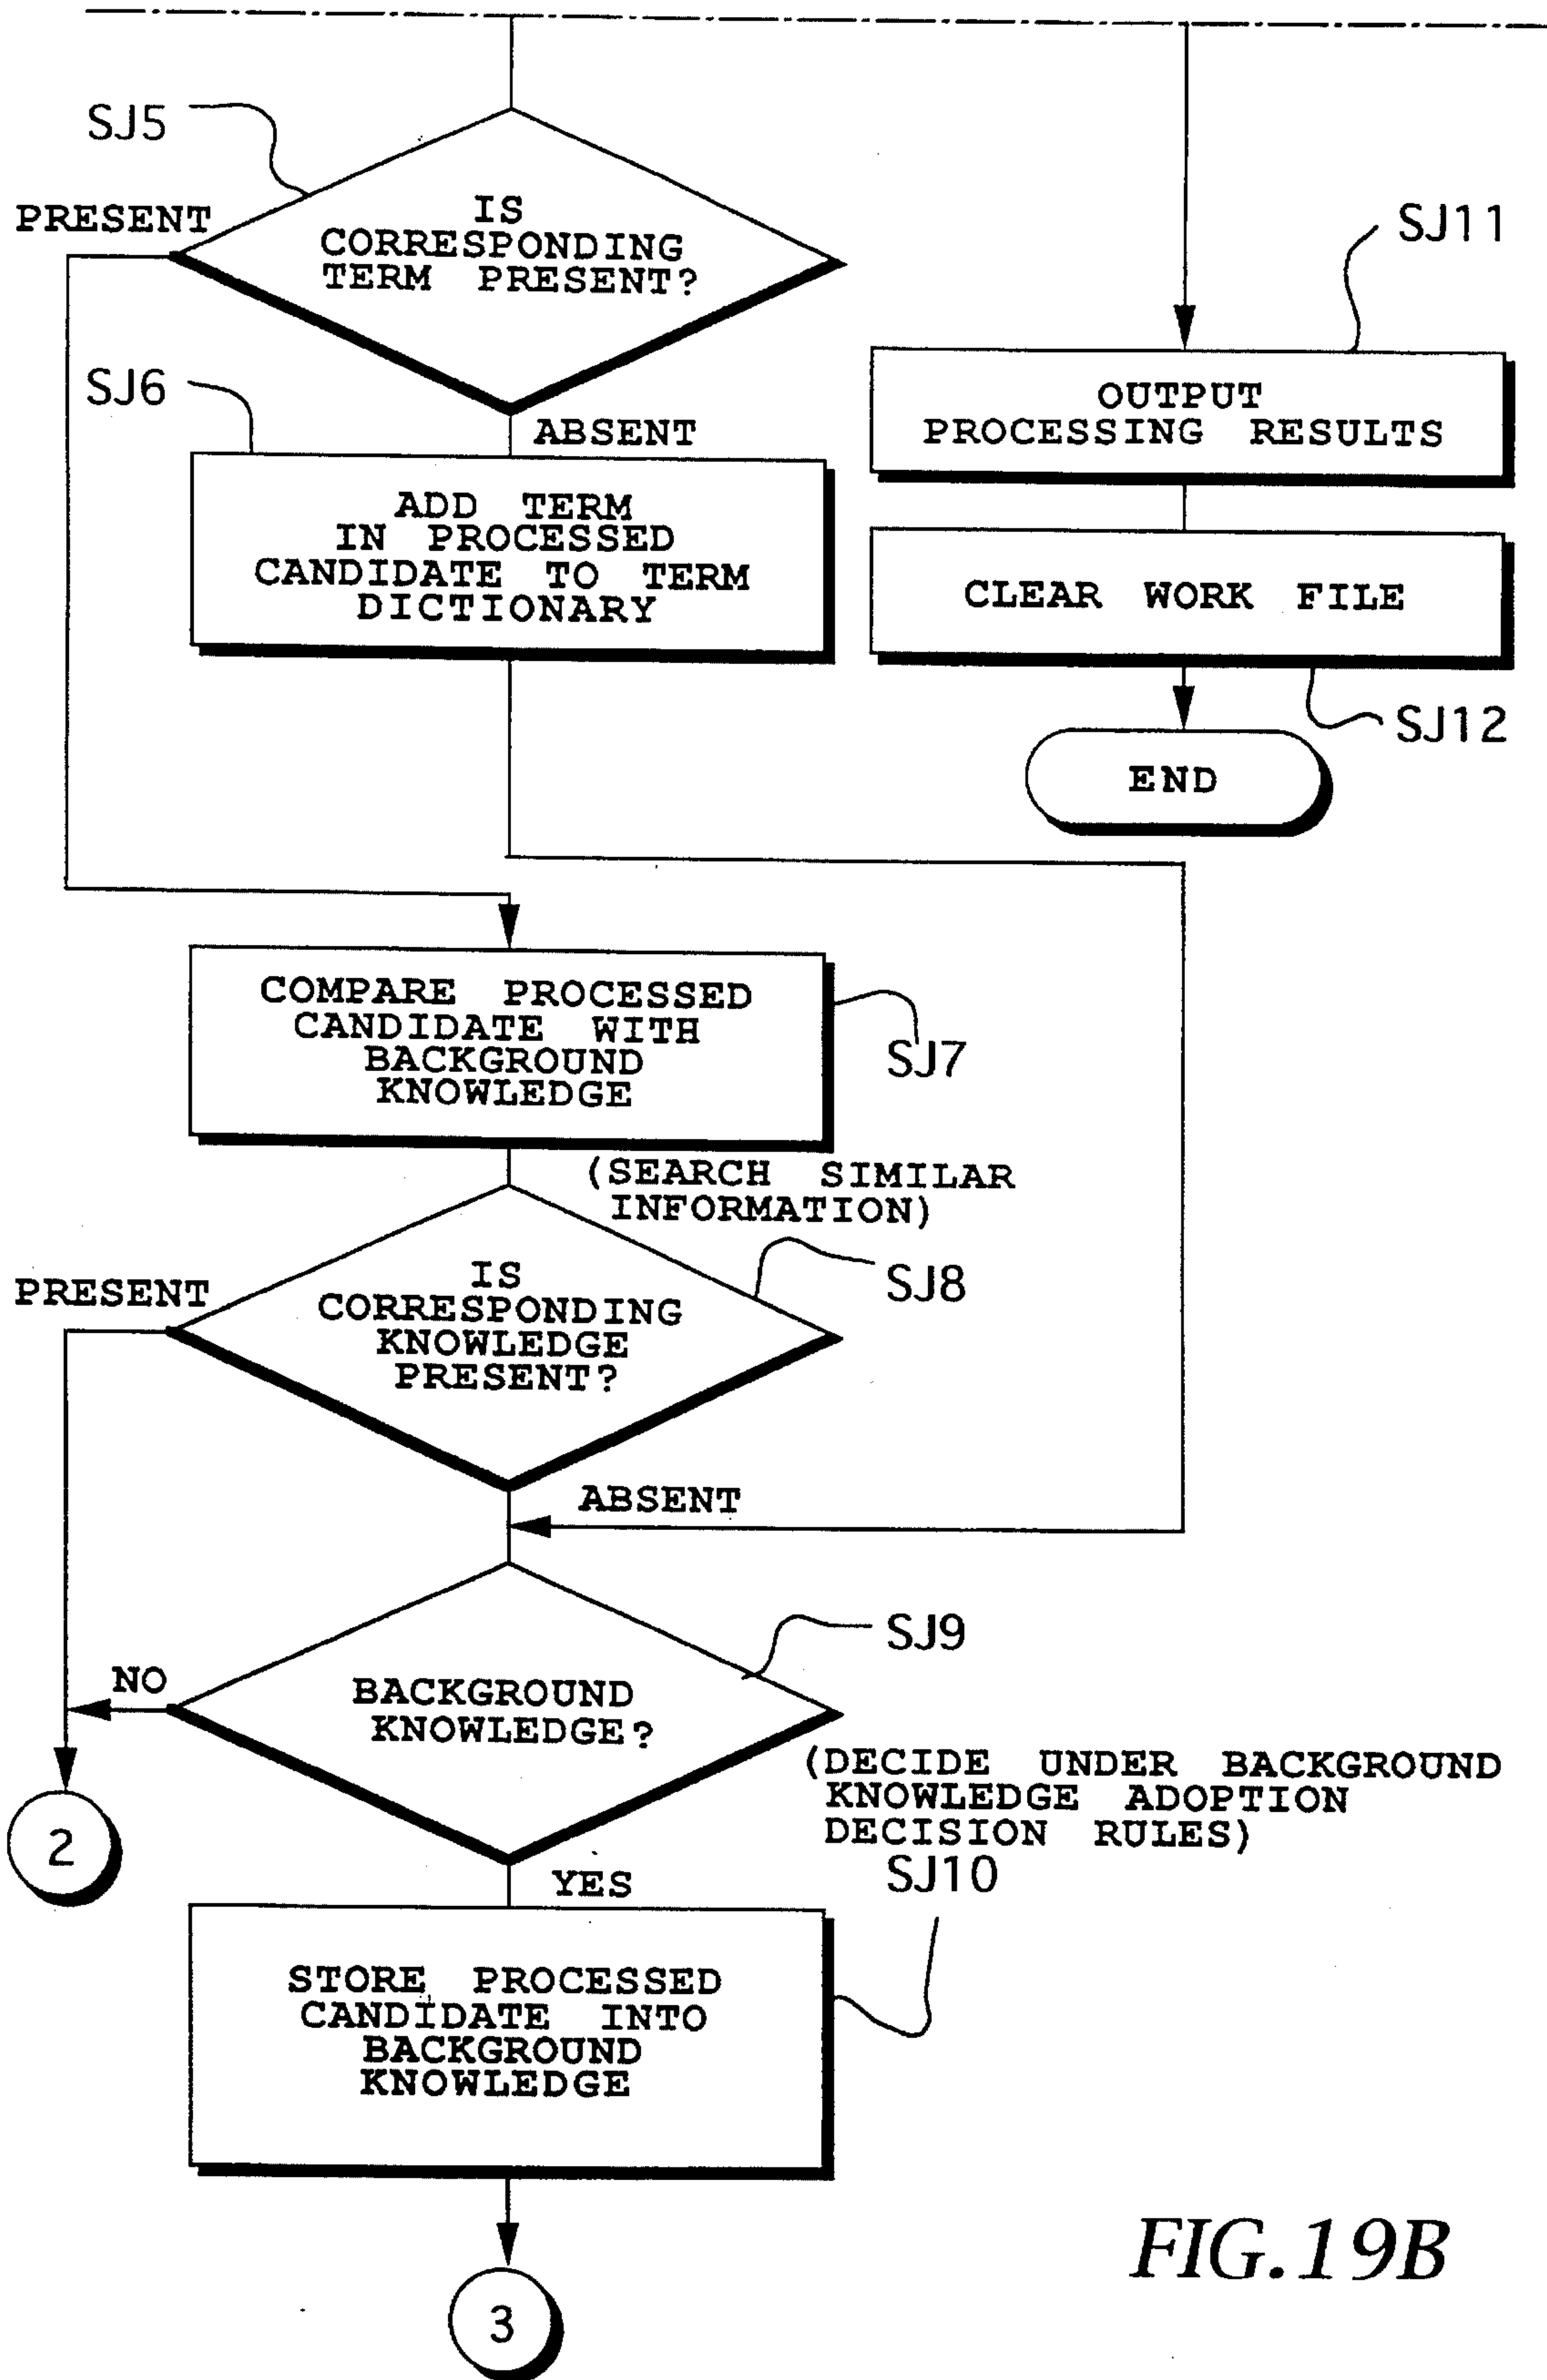 SJ5
PRESENT
IS
CORRESPONDING
TERM PRESENT?
SJ11
SJ6
ABSENT
OUTPUT
PROCESSING RESULTS
ADD TERM
IN PROCESSED
CANDIDATE TO TERM
DICTIONARY
CLEAR WORK FILE
SJ12
END
COMPARE PROCESSED
CANDIDATE WITH
BACKGROUND
KNOWLEDGE
SJ7
(SEARCH SIMILAR
INFORMATION)
PRESENT
IS
CORRESPONDING
KNOWLEDGE
PRESENT?
SJ8
ABSENT
SJ9
NO
BACKGROUND
KNOWLEDGE?
(DECIDE UNDER BACKGROUND
KNOWLEDGE ADOPTION
DECISION RULES)
2
SJ10
YES
STORE PROCESSED
CANDIDATE INTO
BACKGROUND
KNOWLEDGE
FIG.19B
3